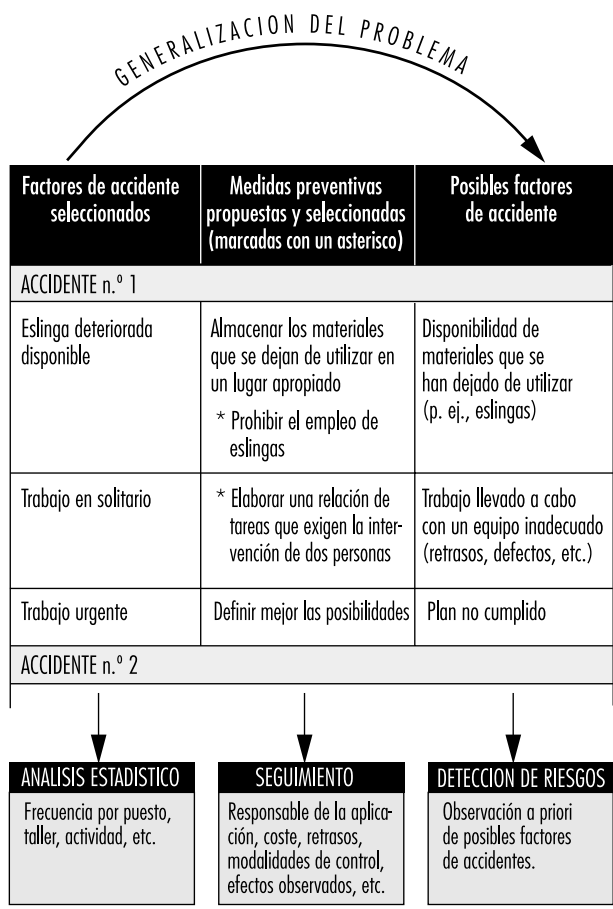 GENERALIZACION DEL PROBLEMA
Factores de accidente
seleccionados
Medidas preventivas
propuestas y seleccionadas
(marcadas con un asterisco)
Posibles factores
de accidente
ACCIDENTE n.º 1
Eslinga deteriorada
disponible
Almacenar los materiales
que se dejan de utilizar en
un lugar apropiado
* Prohibir el empleo de
eslingas
Disponibilidad de
materiales que se
han dejado de utilizar
(p. ej., eslingas)
Trabajo en solitario
* Elaborar una relación de
tareas que exigen la inter-
vención de dos personas
Trabajo llevado a cabo
con un equipo inadecuado
(retrasos, defectos, etc.)
Trabajo urgente
Definir mejor las posibilidades
Plan no cumplido
ACCIDENTE n.º 2
ANALISIS ESTADISTICO
Frecuencia por puesto,
taller, actividad, etc.
SEGUIMIENTO
Responsable de la aplica-
ción, coste, retrasos,
modalidades de control,
efectos observados, etc.
DETECCION DE RIESGOS
Observación a priori
de posibles factores
de accidentes.